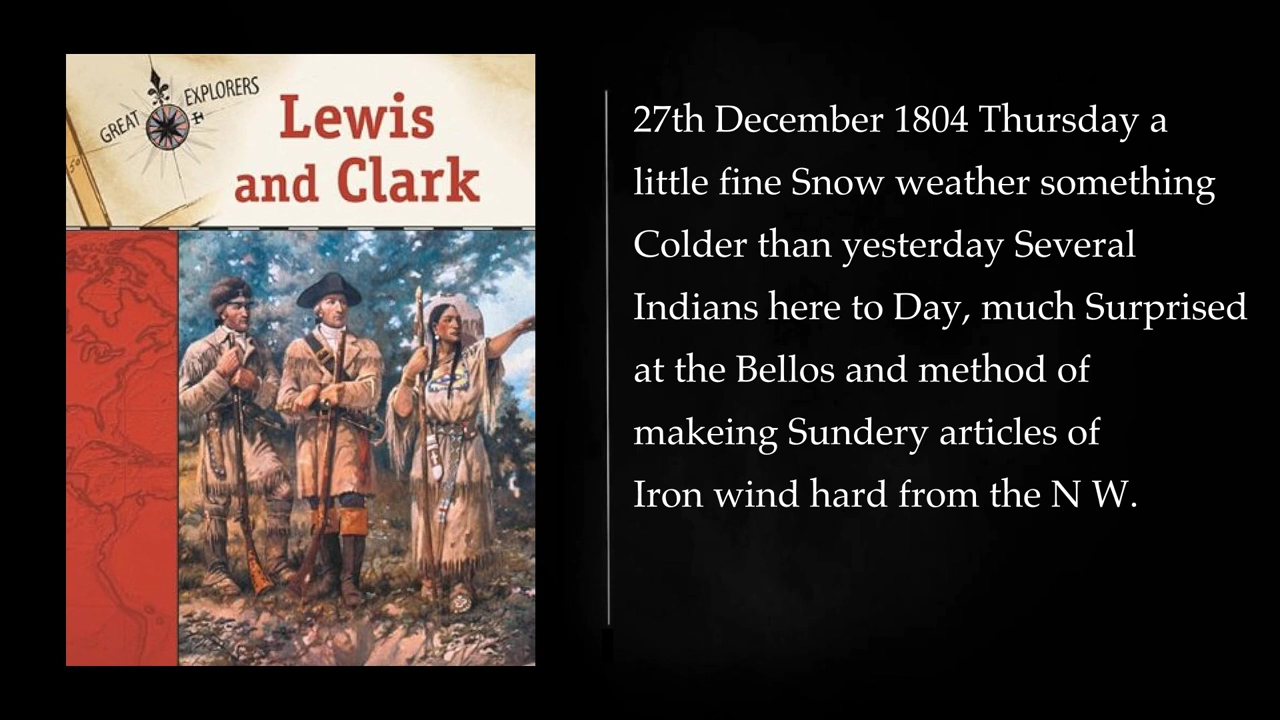 GREAT EXPLORERS
Lewis
and Clark
27th December 1804 Thursday a
little fine Snow weather something
Colder than yesterday Several
Indians here to Day, much Surprised
at the Bellos and method of
makeing Sundery articles of
Iron wind hard from the N W.